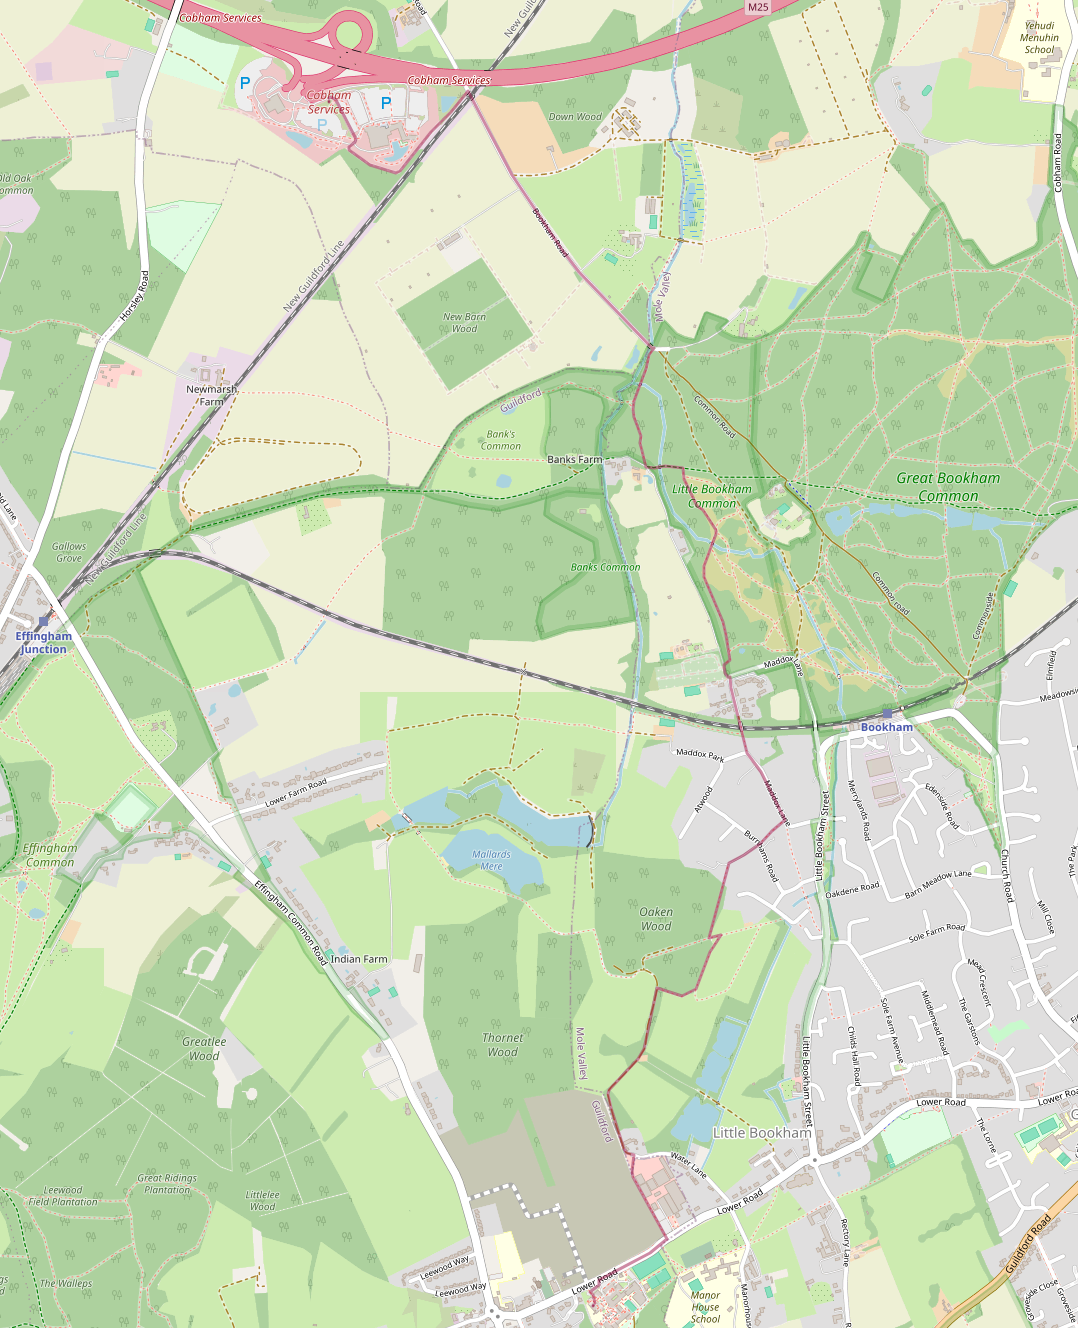 Cobham Services
Road
New Guild
M25
Yehudi
Menuhin
School
P
Cobham Services
Cobham
Services
P
P
Down Wood
Cobham Road
Old Oak
Common
Bookham Road
New Guildford Line
Horsley Road
Mole Valley
New Barn
Wood
Newmarsh
Farm
Guildford
Common Road
Bank's
Common
Banks Farm
Little Bookham
Common
Great Bookham
Common
New Guildford Line
Gallows
Grove
Banks Common
Common road
Commonside
Effingham
Junction
Maddox Lane
Eirnfield
Bookham
Maddox Park
Lower Farm Road
Atwood
Maddox Lane
Merrylands Road
Edenside Road
Little Bookham Street
Burnhams Road
Effingham
Common
Mallards
Mere
Church Road
The Park
Oakdene Road
Barn Meadow Lane
Effingham Common Road
Oaken
Wood
Mill Close
Sole Farm Road
Indian Farm
Mead Crescent
Sole Farm Avenue
Middlemead Road
The Garstons
Greatlee
Wood
Thornet
Wood
Mole Valley
Childs Hall Road
Little Bookham Street
Guildford
Lower Road
Lower Roa
Little Bookham
The Lorne
Water Lane
Great Ridings
Plantation
Leewood
Field Plantation
Littlelee
Wood
Lower Road
Rectory Lane
Guildford Road
Leewood Way
Leewood Way
Lower Road
The Walleps
Manor
House
School
Manorhouse
Groveside Close
Groveside